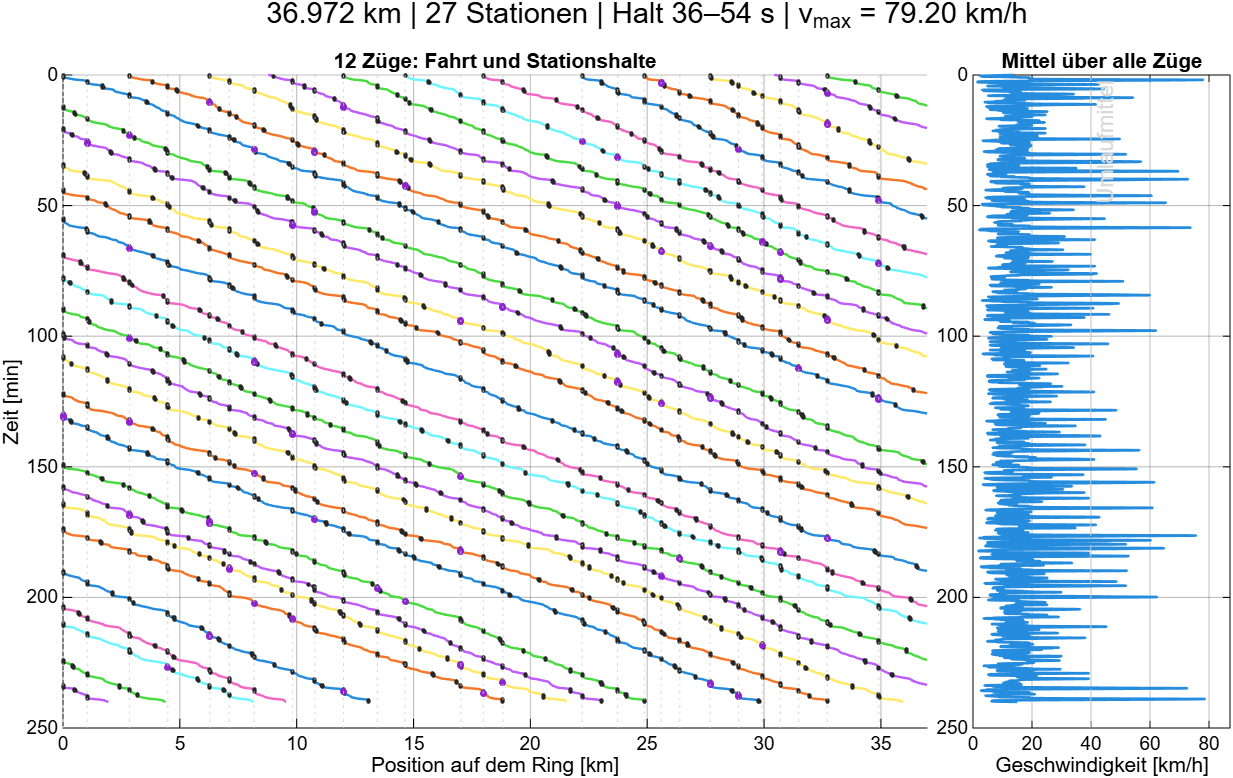 36.972 km | 27 Stationen | Halt 36–54 s | vmax = 79.20 km/h
12 Züge: Fahrt und Stationshalte
Mittel über alle Züge
Zeit [min]
0
50
100
150
200
250
0 5 10 15 20 25 30 35
Position auf dem Ring [km]
Umlaufmittel
0
50
100
150
200
250
0 20 40 60 80
Geschwindigkeit [km/h]